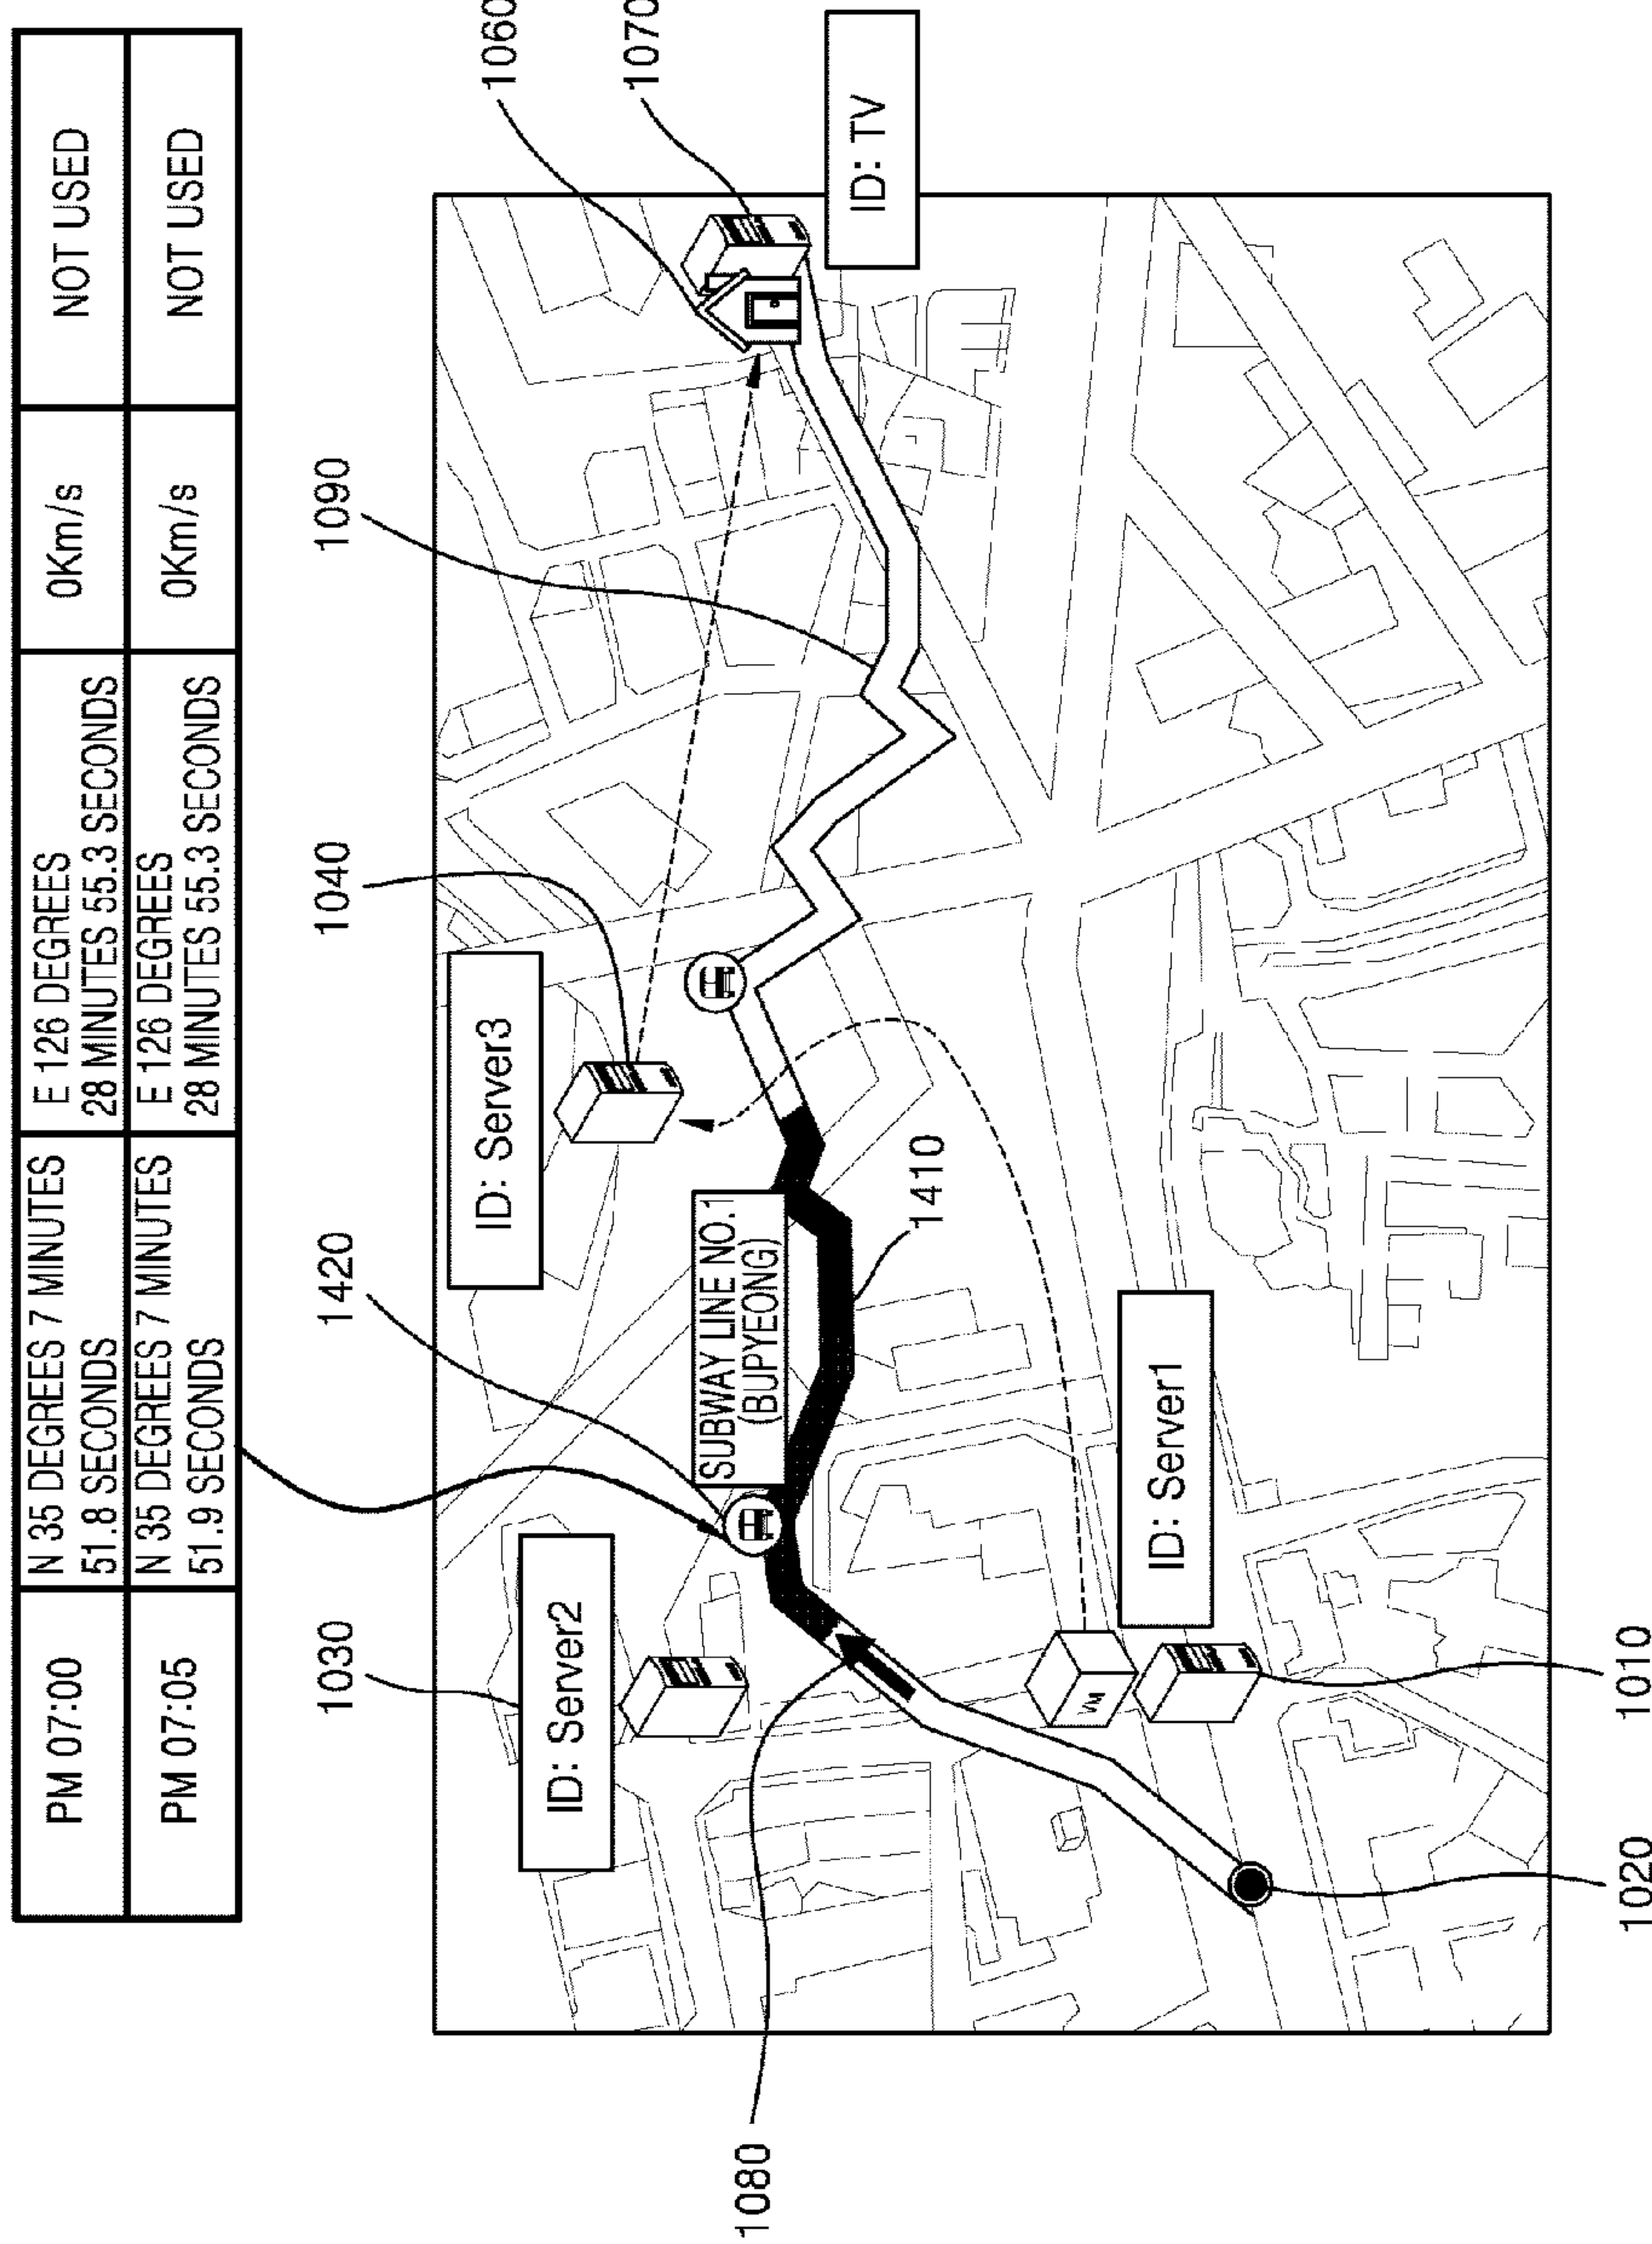 PM 07:00
N 35 DEGREES 7 MINUTES
51.8 SECONDS
E 126 DEGREES
28 MINUTES 55.3 SECONDS
0Km/s
NOT USED
PM 07:05
N 35 DEGREES 7 MINUTES
51.9 SECONDS
E 126 DEGREES
28 MINUTES 55.3 SECONDS
0Km/s
NOT USED
1030
1420
1040
1090
1060
1070
ID: Server2
ID: Server3
SUBWAY LINE NO.1
(BUPYEONG)
ID: TV
1080
1410
VM
ID: Server1
1020
1010